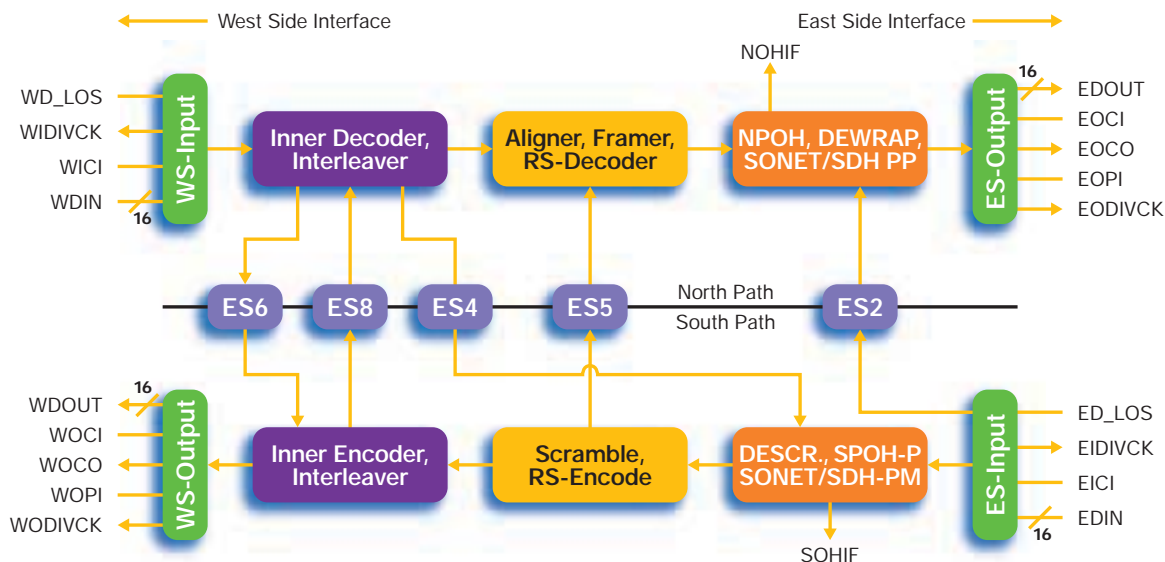 West Side Interface
East Side Interface
NOHIF
WD_LOS
WIDIVCK
WICI
WDIN
16
WS-Input
Inner Decoder,
Interleaver
Aligner, Framer,
RS-Decoder
NPOH, DEWRAP,
SONET/SDH PP
ES-Output
16
EDOUT
EOCI
EOCO
EOPI
EODIVCK
ES6
ES8
ES4
ES5
North Path
South Path
ES2
16
WDOUT
WOCI
WOCO
WOPI
WODIVCK
WS-Output
Inner Encoder,
Interleaver
Scramble,
RS-Encode
DESCR., SPOH-P
SONET/SDH-PM
ES-Input
ED_LOS
EIDIVCK
EICI
EDIN
16
SOHIF